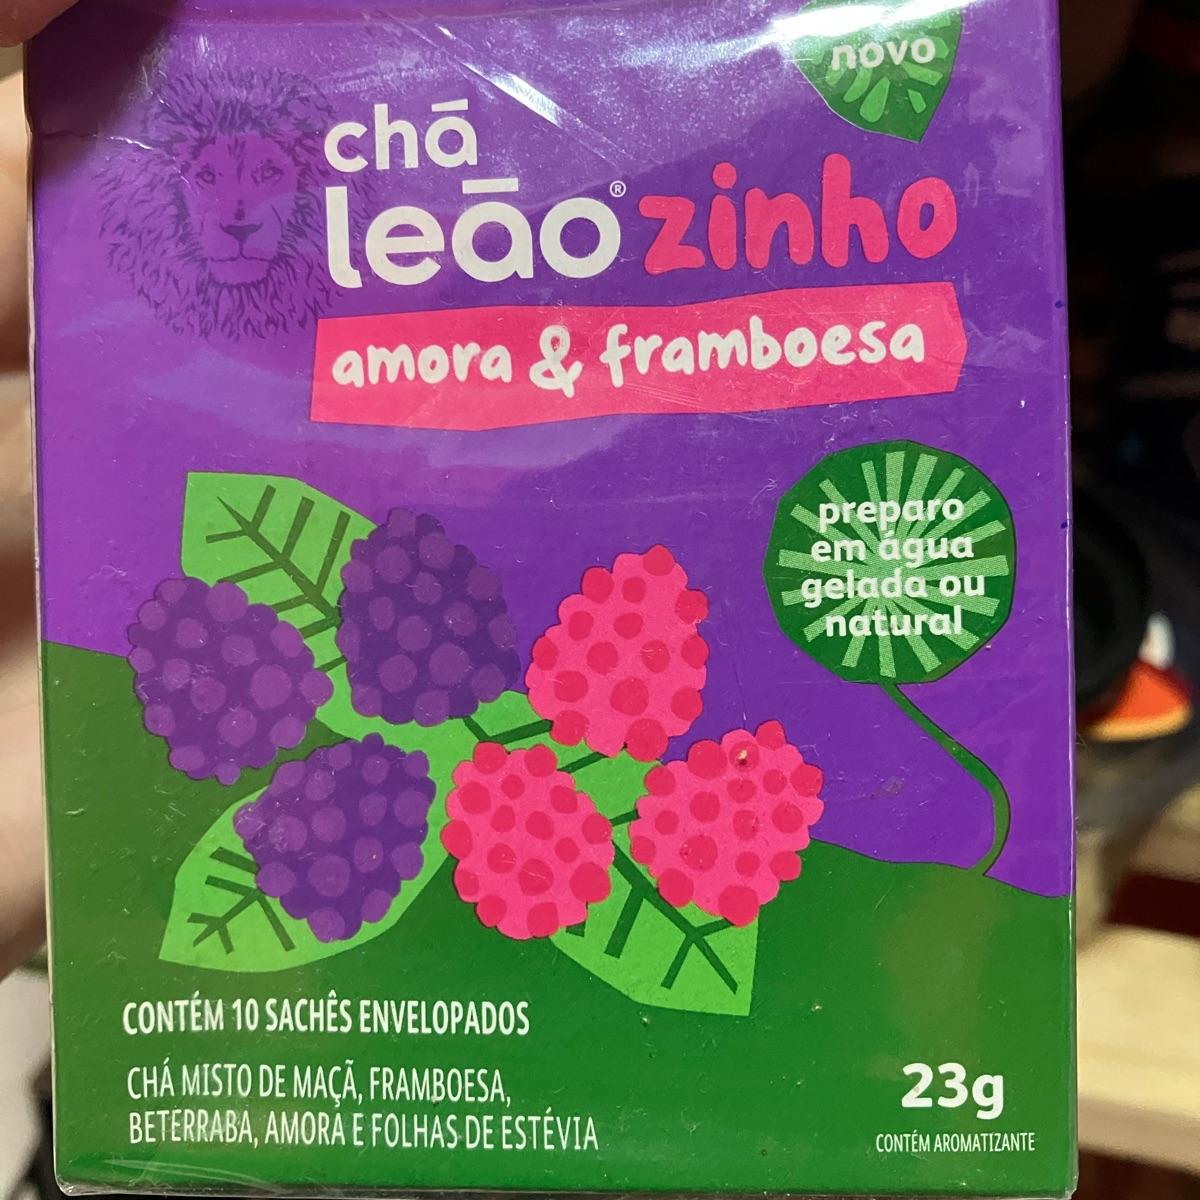 novo
chá
leão® zinho
amora & framboesa
preparo
em água
gelada ou
natural
CONTÉM 10 SACHÊS ENVELOPADOS
CHÁ MISTO DE MAÇÃ, FRAMBOESA,
BETERRABA, AMORA E FOLHAS DE ESTÉVIA
23g
CONTÉM AROMATIZANTE